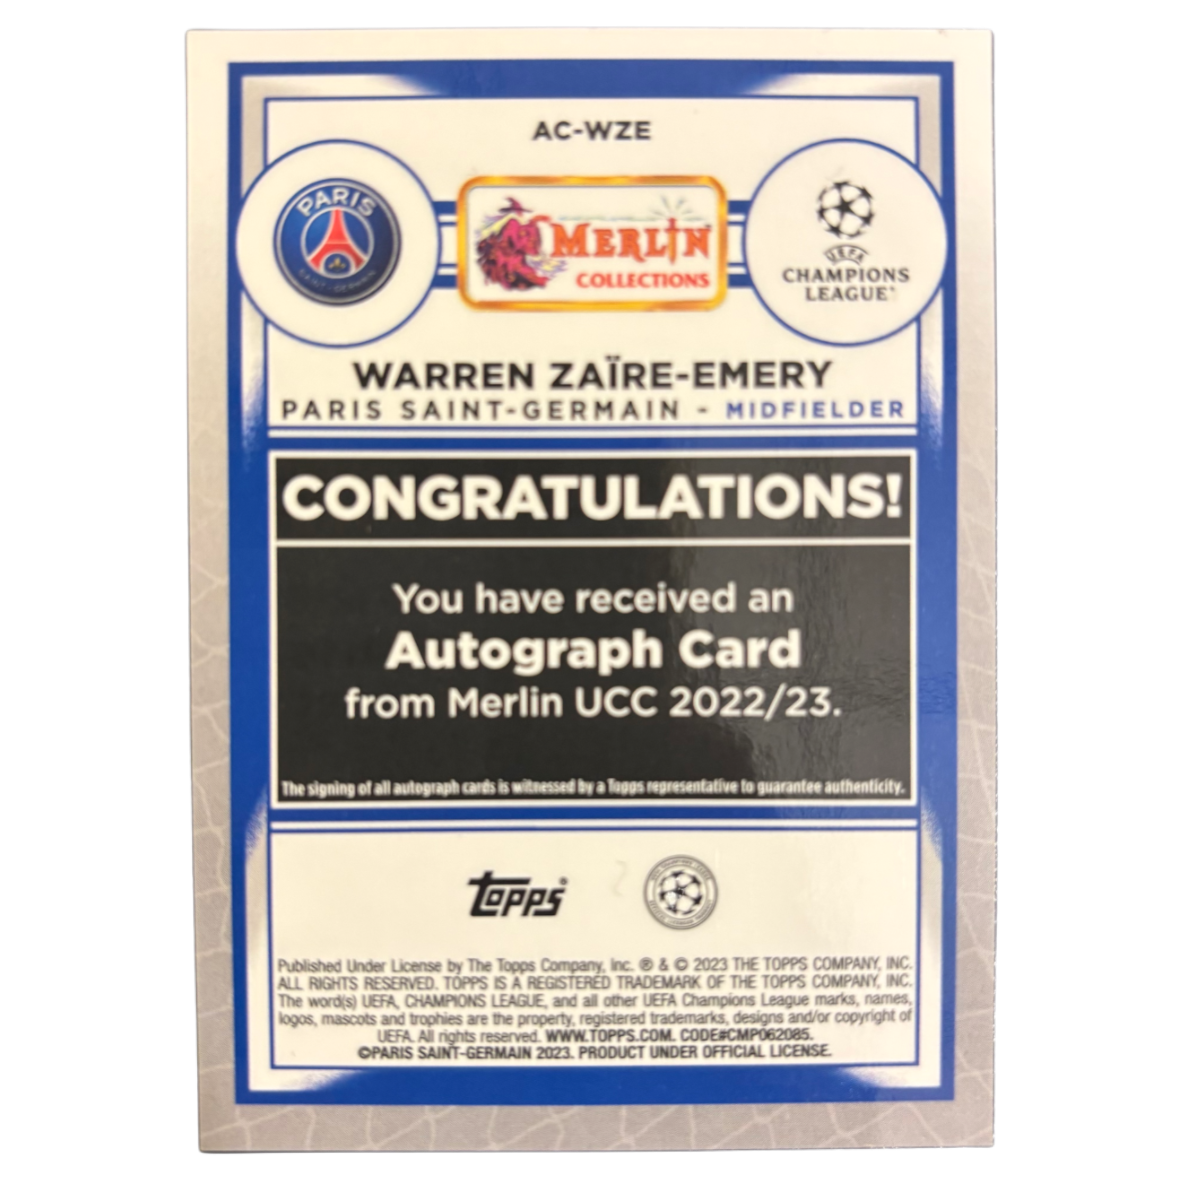 AC-WZE
PARIS
SAINT-GERMAIN
MERLIN
COLLECTIONS
UEFA
CHAMPIONS
LEAGUE®
WARREN ZAÏRE-EMERY
PARIS SAINT-GERMAIN - MIDFIELDER
CONGRATULATIONS!
You have received an
Autograph Card
from Merlin UCC 2022/23.
The signing of all autograph cards is witnessed by a Topps representative to guarantee authenticity.
Topps®
Published Under License by The Topps Company, Inc. ® & © 2023 THE TOPPS COMPANY, INC.
ALL RIGHTS RESERVED. TOPPS IS A REGISTERED TRADEMARK OF THE TOPPS COMPANY, INC.
The word(s) UEFA, CHAMPIONS LEAGUE, and all other UEFA Champions League marks, names,
logos, mascots and trophies are the property, registered trademarks, designs and/or copyright of
UEFA. All rights reserved. WWW.TOPPS.COM. CODE#CMP062085.
©PARIS SAINT-GERMAIN 2023. PRODUCT UNDER OFFICIAL LICENSE.